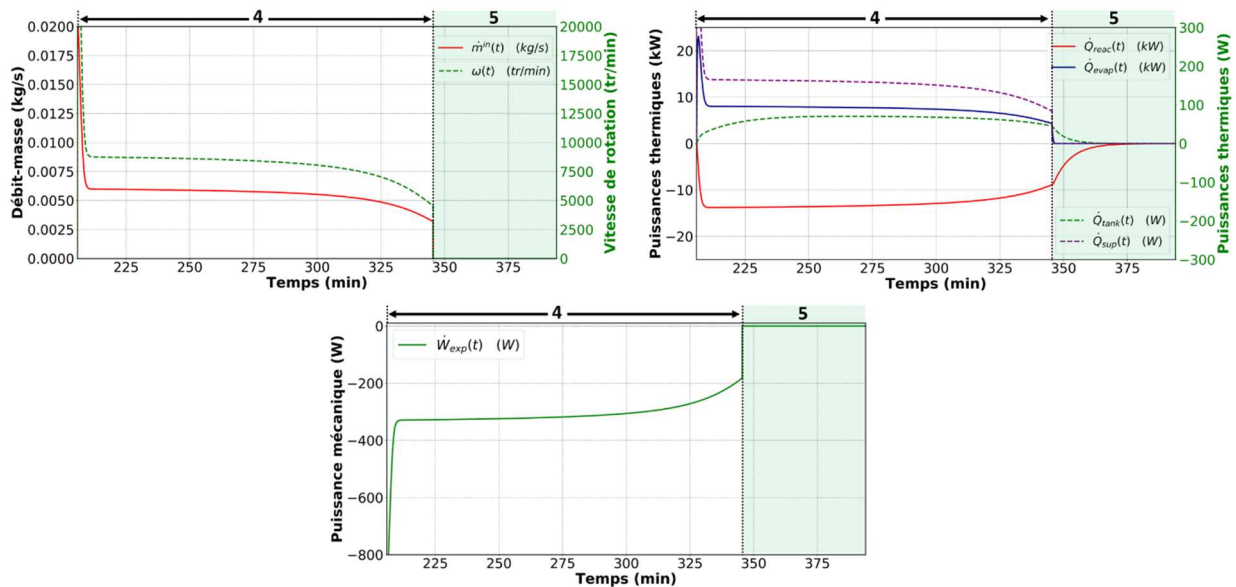 4
5
0.0200
0.0175
0.0150
0.0125
0.0100
0.0075
0.0050
0.0025
0.0000
Débit-masse (kg/s)
ṁⁱⁿ(t) (kg/s)
ω(t) (tr/min)
20000
17500
15000
12500
10000
7500
5000
2500
0
Vitesse de rotation (tr/min)
225 250 275 300 325 350 375
Temps (min)
4
5
20
10
0
−10
−20
Puissances thermiques (kW)
Q̇reac(t) (kW)
Q̇evap(t) (kW)
Q̇tank(t) (W)
Q̇sup(t) (W)
300
200
100
0
−100
−200
−300
Puissances thermiques (W)
225 250 275 300 325 350 375
Temps (min)
4
5
0
−200
−400
−600
−800
Puissance mécanique (W)
Ẇexp(t) (W)
225 250 275 300 325 350 375
Temps (min)